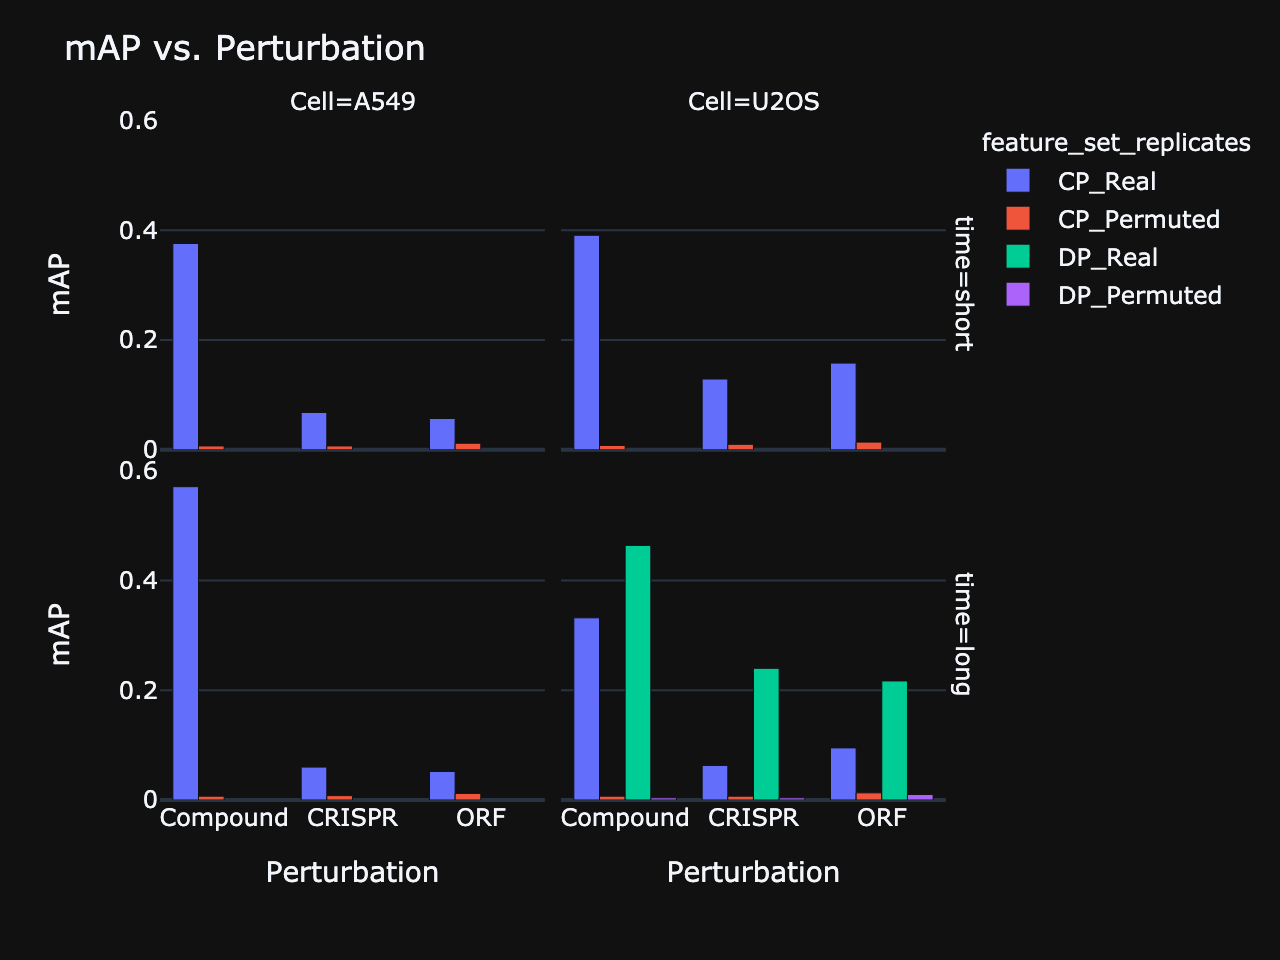 mAP vs. Perturbation
Cell=A549
Cell=U2OS
feature_set_replicates
CP_Real
CP_Permuted
DP_Real
DP_Permuted
0.6
0.4
0.2
0
mAP
time=short
0.6
0.4
0.2
0
mAP
time=long
Compound CRISPR ORF
Compound CRISPR ORF
Perturbation
Perturbation